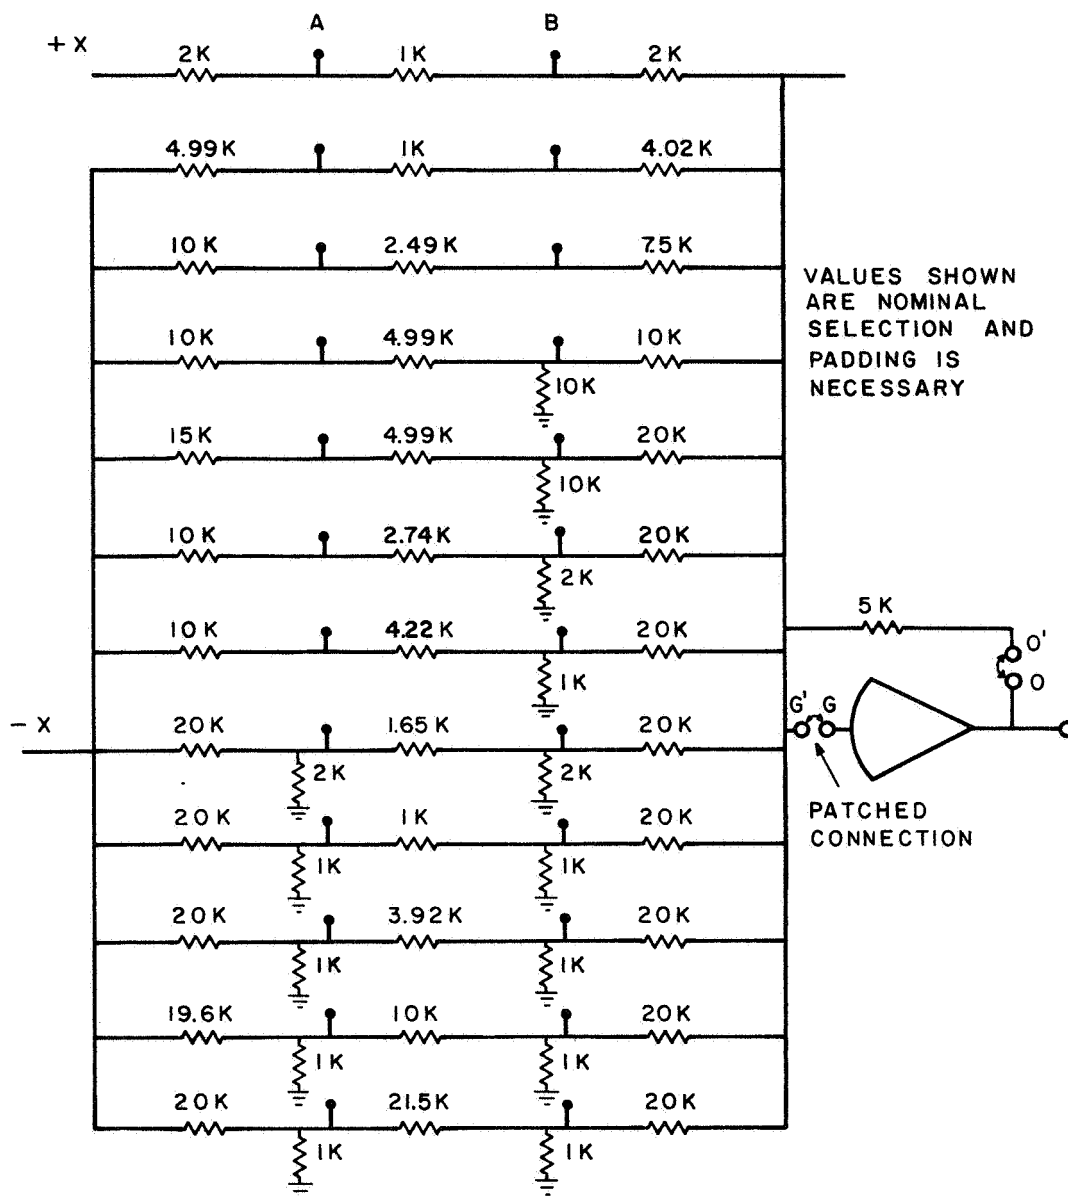 A B
+X 2K 1K 2K
4.99K 1K 4.02K
10K 2.49K 7.5K
VALUES SHOWN
ARE NOMINAL
SELECTION AND
PADDING IS
NECESSARY
10K 4.99K 10K
10K
15K 4.99K 20K
10K
10K 2.74K 20K
2K
5K
10K 4.22K 20K
O'
O
1K
G' G
-X 20K 1.65K 20K
2K 2K
PATCHED
CONNECTION
20K 1K 20K
1K 1K
20K 3.92K 20K
1K 1K
19.6K 10K 20K
1K 1K
20K 21.5K 20K
1K 1K